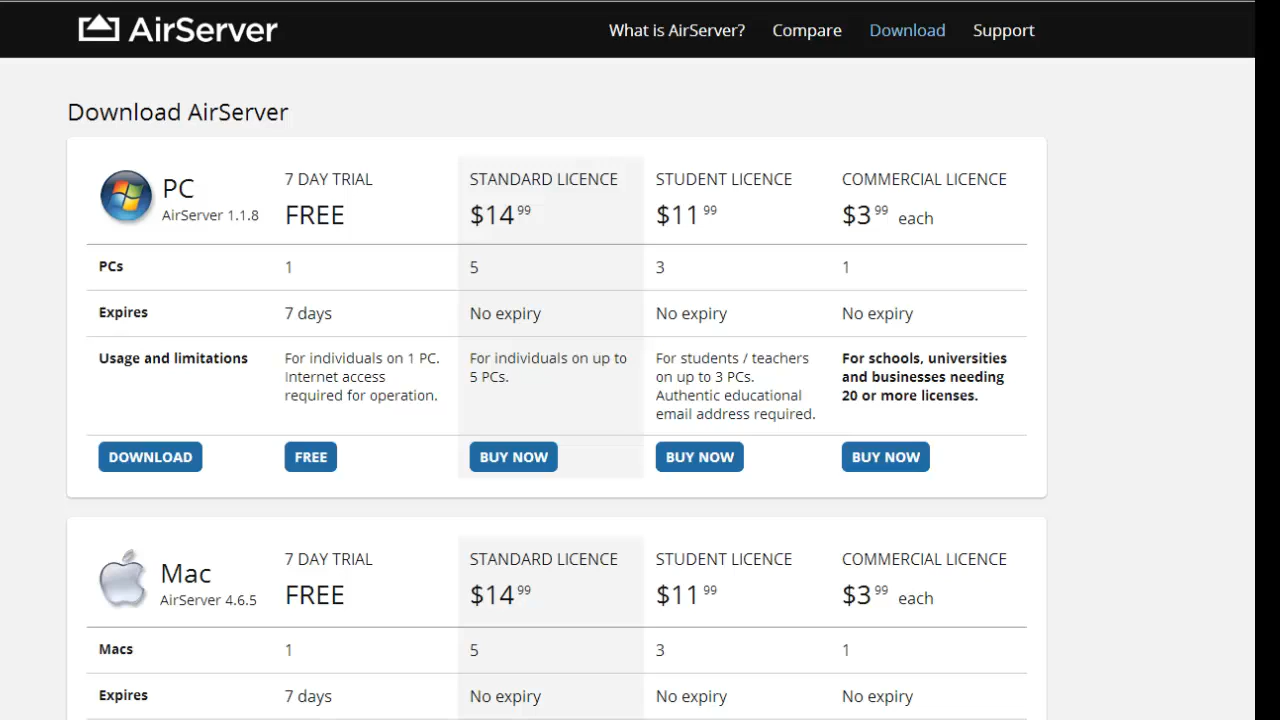 AirServer
What is AirServer? Compare Download Support
Download AirServer
PC
AirServer 1.1.8
7 DAY TRIAL
FREE
STANDARD LICENCE
$14 99
STUDENT LICENCE
$11 99
COMMERCIAL LICENCE
$3 99 each
PCs 1 5 3 1
Expires 7 days No expiry No expiry No expiry
Usage and limitations
For individuals on 1 PC.
Internet access
required for operation.
For individuals on up to
5 PCs.
For students / teachers
on up to 3 PCs.
Authentic educational
email address required.
For schools, universities
and businesses needing
20 or more licenses.
DOWNLOAD FREE BUY NOW BUY NOW BUY NOW
Mac
AirServer 4.6.5
7 DAY TRIAL
FREE
STANDARD LICENCE
$14 99
STUDENT LICENCE
$11 99
COMMERCIAL LICENCE
$3 99 each
Macs 1 5 3 1
Expires 7 days No expiry No expiry No expiry